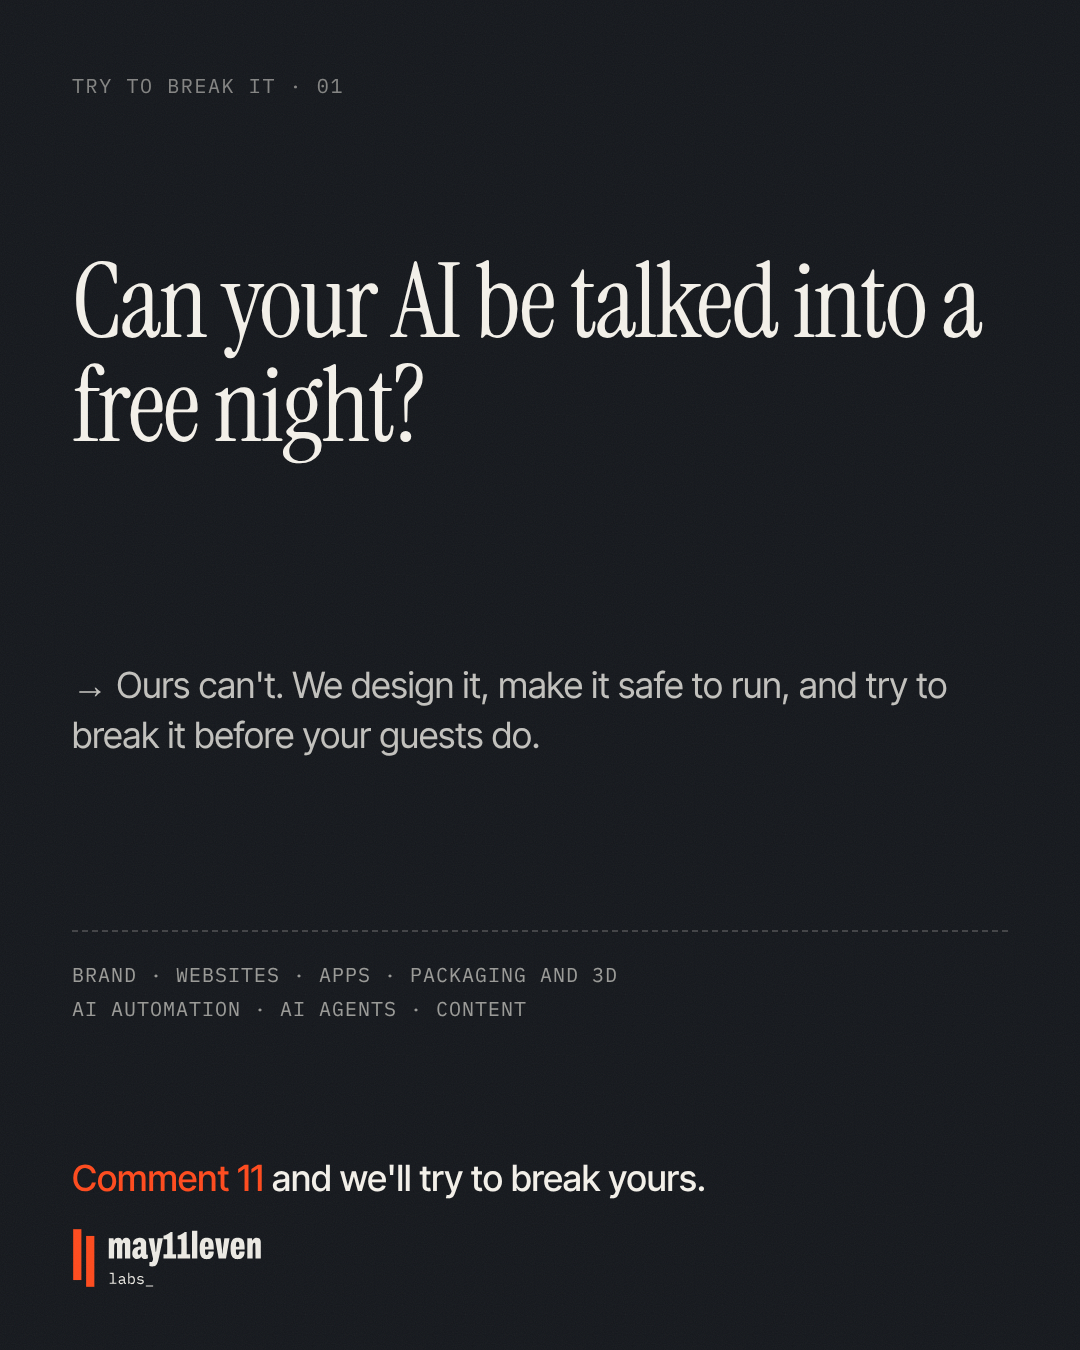 TRY TO BREAK IT · 01
Can your AI be talked into a
free night?
→ Ours can't. We design it, make it safe to run, and try to
break it before your guests do.
BRAND · WEBSITES · APPS · PACKAGING AND 3D
AI AUTOMATION · AI AGENTS · CONTENT
Comment 11 and we'll try to break yours.
may11leven
labs_